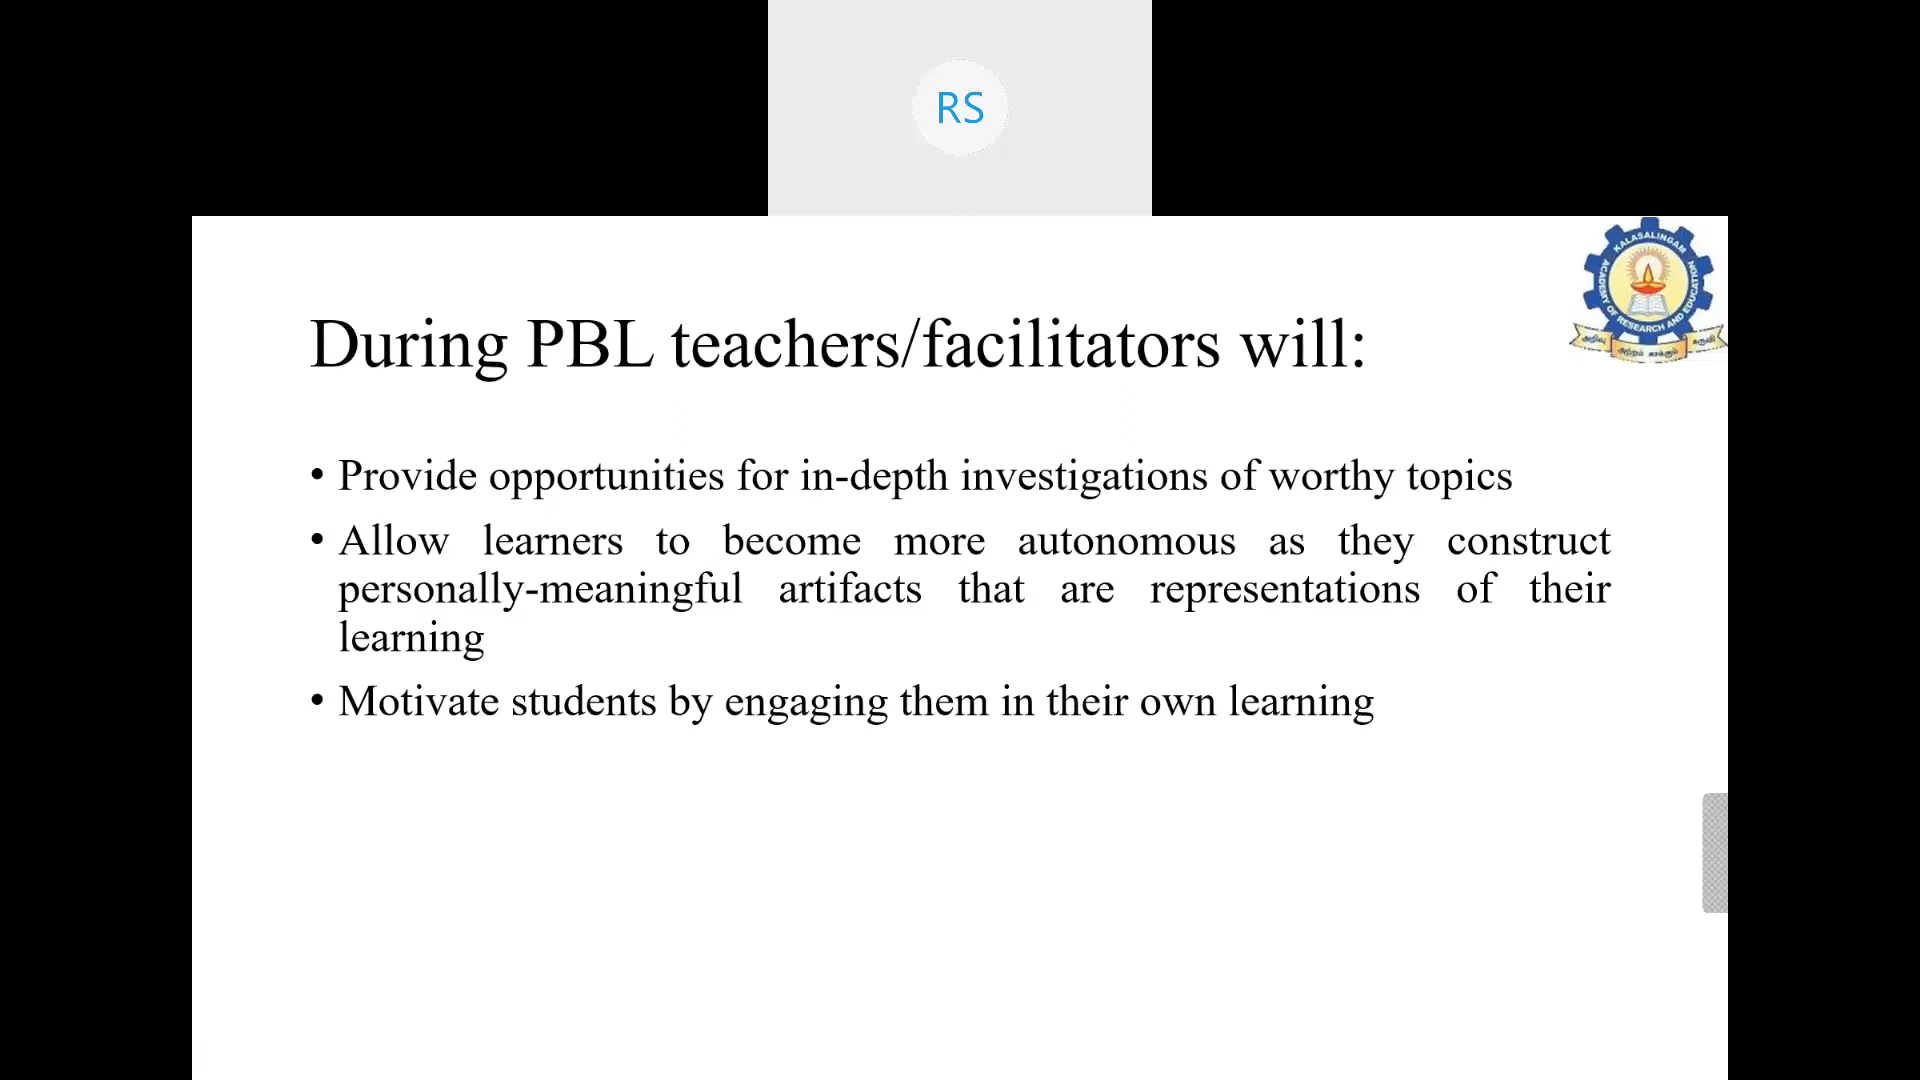 RS
KALASALINGAM
ACADEMY OF RESEARCH AND EDUCATION
During PBL teachers/facilitators will:
• Provide opportunities for in-depth investigations of worthy topics
• Allow learners to become more autonomous as they construct
personally-meaningful artifacts that are representations of their
learning
• Motivate students by engaging them in their own learning